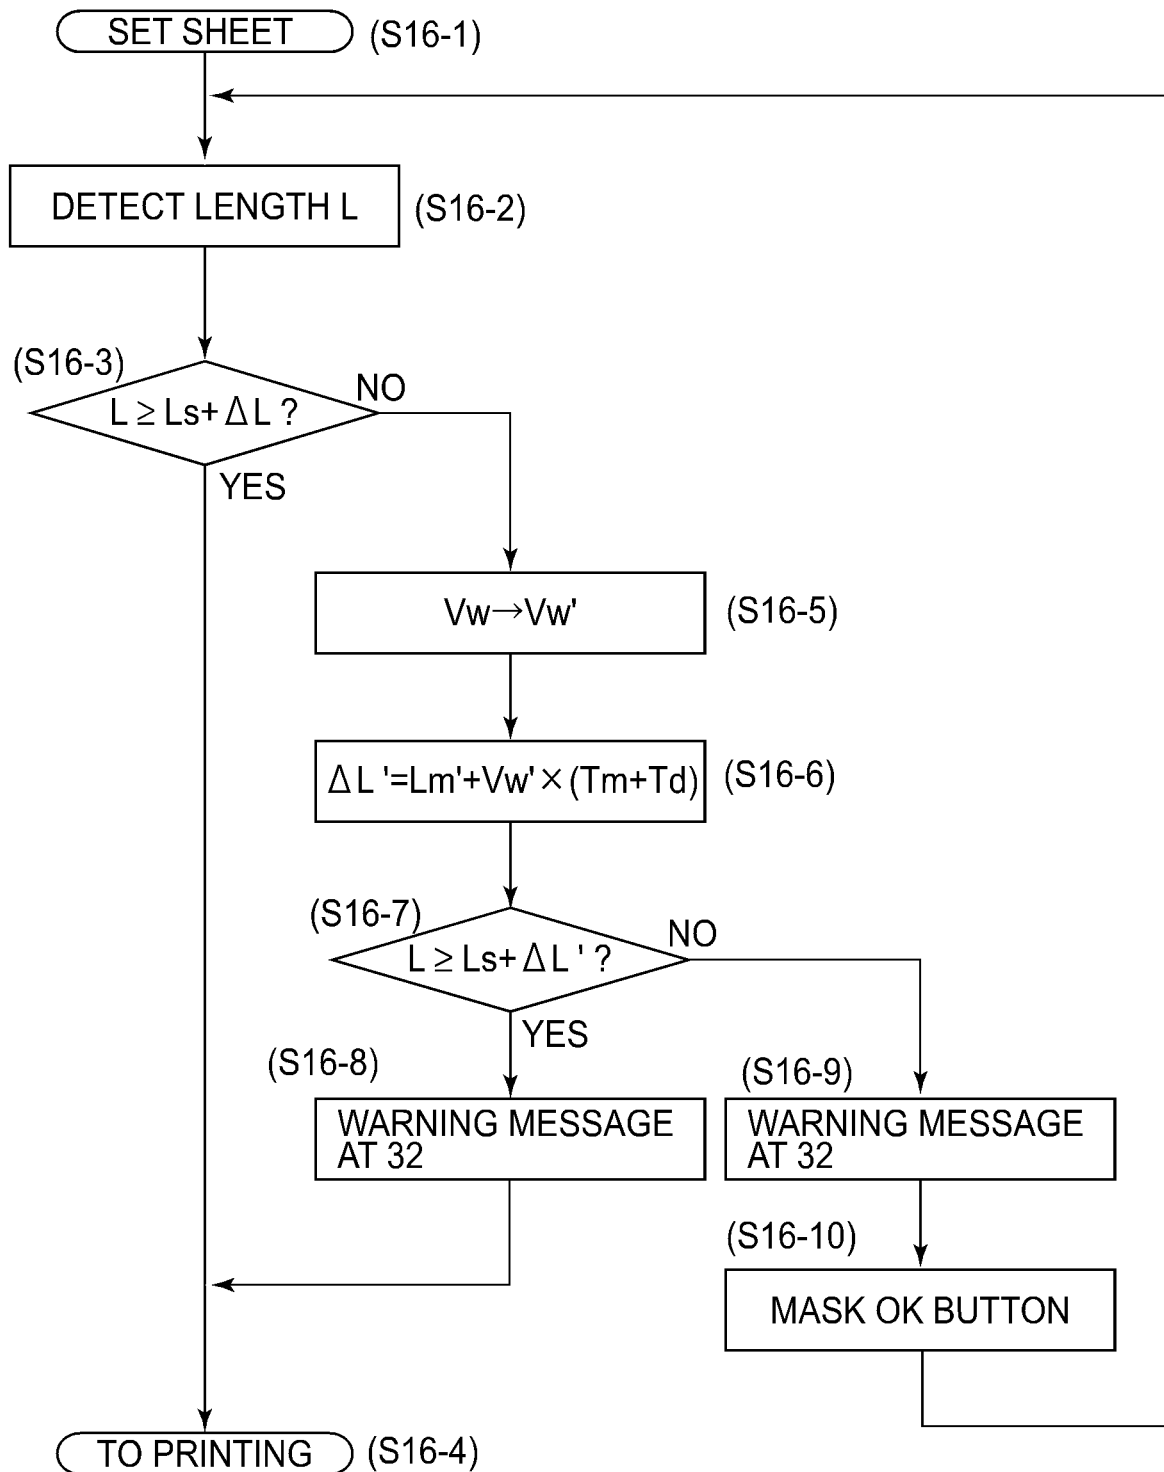 SET SHEET (S16-1)
DETECT LENGTH L (S16-2)
(S16-3)
L ≥ Ls+ΔL ?
NO
YES
Vw→Vw' (S16-5)
ΔL '=Lm'+Vw'×(Tm+Td) (S16-6)
(S16-7)
L ≥ Ls+ΔL ' ?
NO
YES
(S16-8)
WARNING MESSAGE
AT 32
(S16-9)
WARNING MESSAGE
AT 32
(S16-10)
MASK OK BUTTON
TO PRINTING (S16-4)